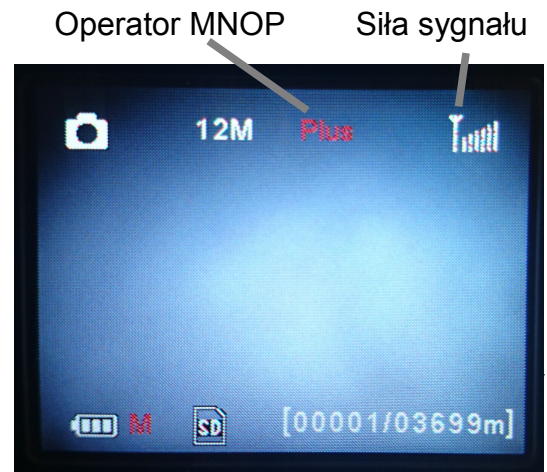 Operator MNOP Siła sygnału
12M Plus
M SD [00001/03699m]